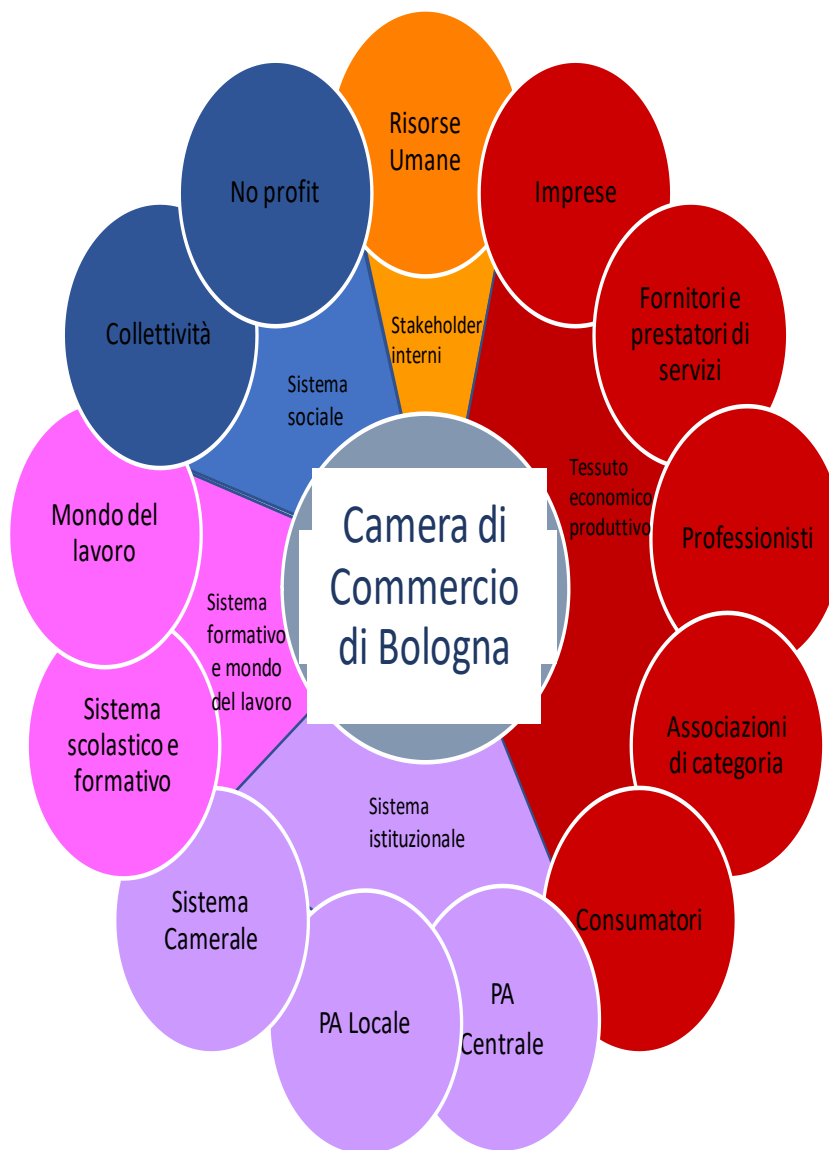 Risorse
Umane
No profit
Imprese
Fornitori e
prestatori di
servizi
Collettività
Stakeholder
interni
Sistema
sociale
Tessuto
economico
produttivo
Mondo del
lavoro
Camera di
Commercio
di Bologna
Professionisti
Sistema
formativo
e mondo
del lavoro
Sistema
scolastico e
formativo
Associazioni
di categoria
Sistema
istituzionale
Sistema
Camerale
Consumatori
PA Locale
PA
Centrale